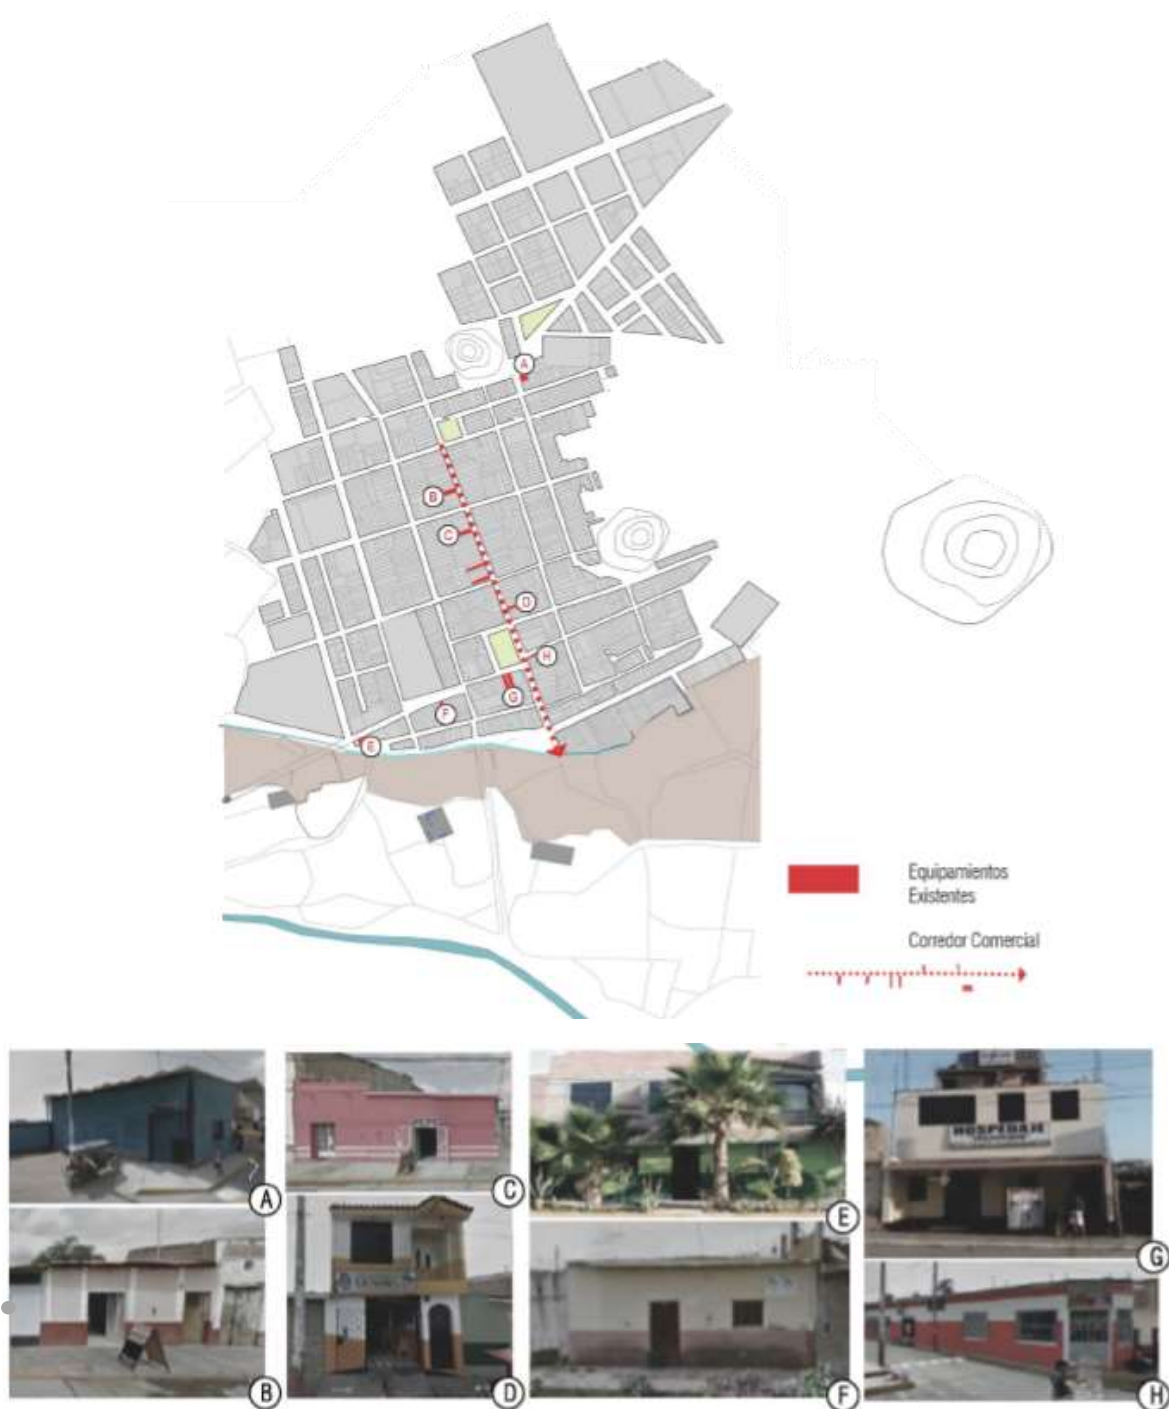 A
B
C
D
H
G
F
E
Equipamientos
Existentes
Corredor Comercial
HOSPEDAJE
A
C
E
G
B
D
F
H